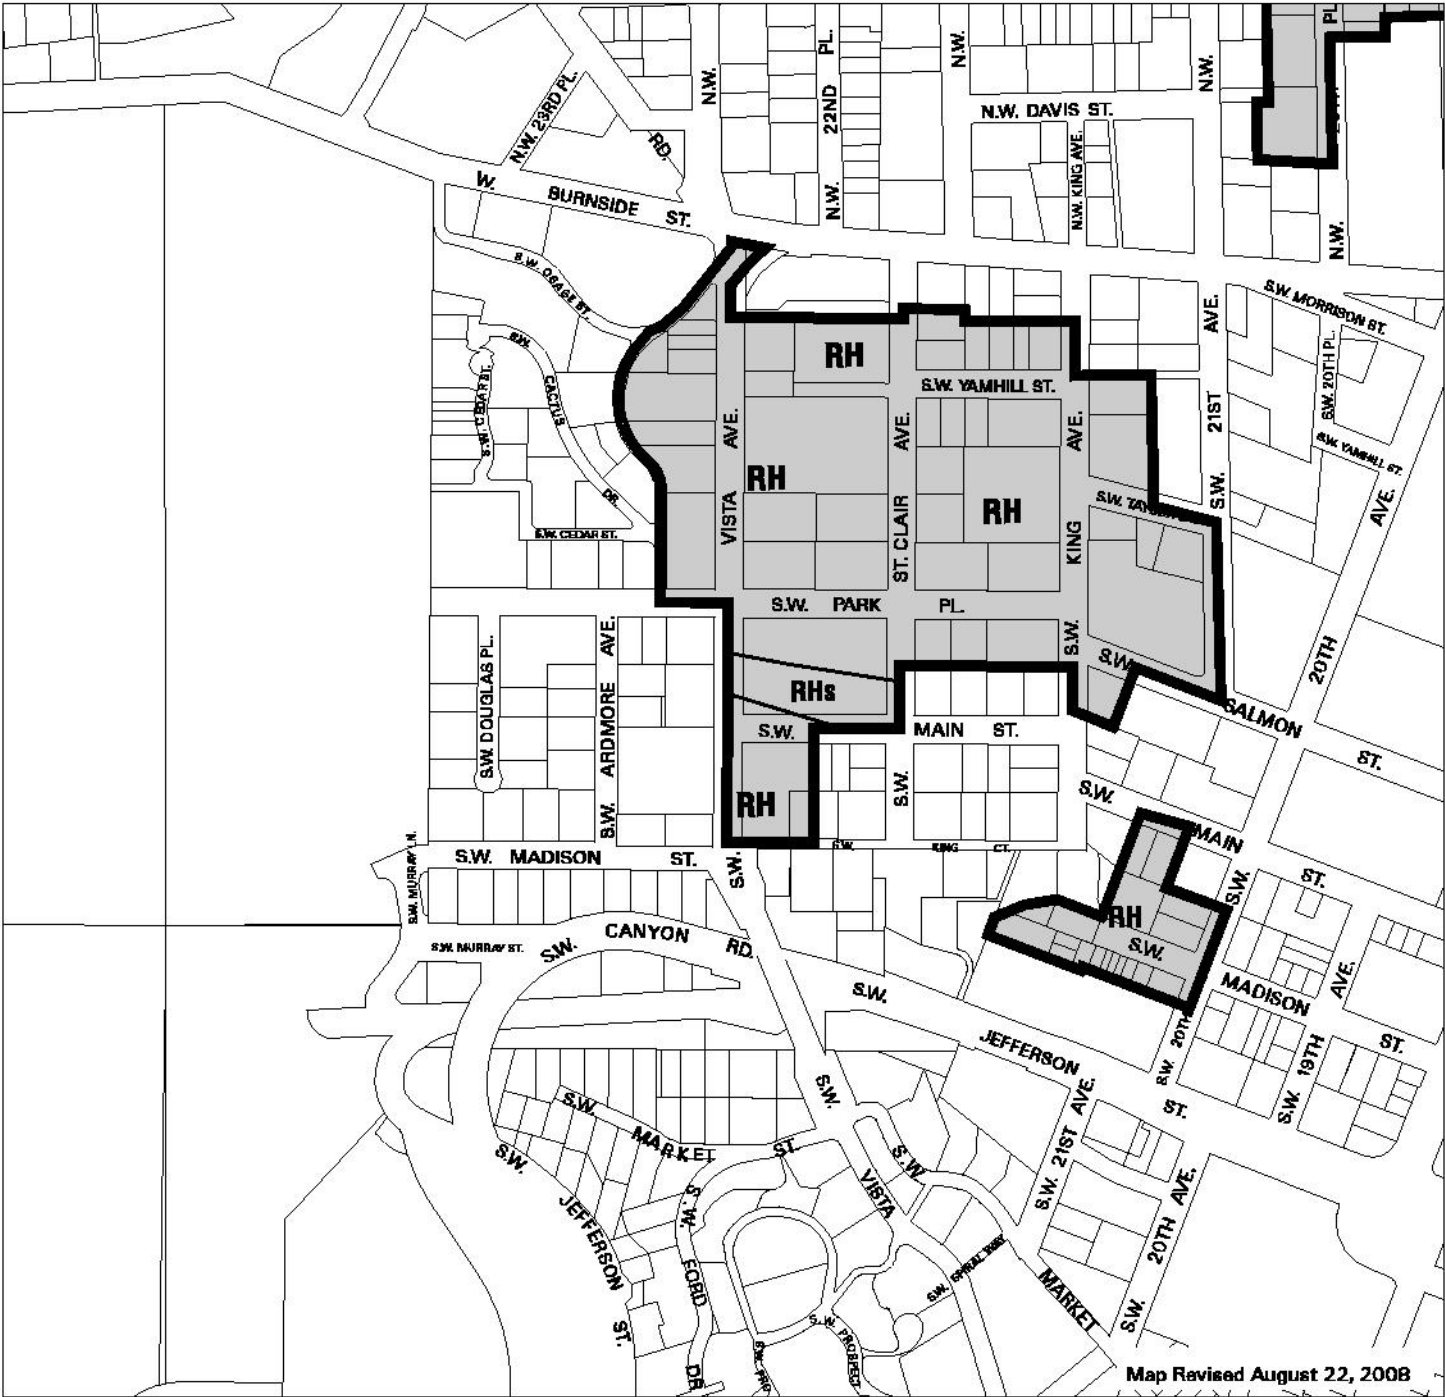 PL.
N.W.
22ND PL.
N.W.
N.W.
N.W. 23RD PL.
RD.
N.W. DAVIS ST.
N.W. KING AVE.
N.W.
N.W.
W. BURNSIDE ST.
S.W. OSAGE ST.
S.W. MORRISON ST.
AVE.
S.W. CACTUS DR.
S.W. CEDAR ST.
RH
S.W. YAMHILL ST.
S.W. 20TH PL.
21ST
S.W. YAMHILL ST.
AVE.
AVE.
AVE.
RH
RH
S.W.
AVE.
VISTA
ST. CLAIR
KING
S.W. CEDAR ST.
S.W. PARK PL.
S.W. DOUGLAS PL.
S.W. ARDMORE AVE.
S.W.
S.W.
20TH
RHs
SALMON ST.
S.W. MAIN ST.
S.W.
RH
S.W. MAIN ST.
S.W. KING CT.
S.W. MURRAY LN.
S.W. MADISON ST.
S.W.
S.W.
RH
S.W.
S.W. MURRAY ST.
S.W. CANYON RD.
MADISON ST.
AVE.
S.W. JEFFERSON ST.
S.W. 20TH
S.W. 19TH
S.W.
S.W. MARKET ST.
S.W. 21ST AVE.
S.W. JEFFERSON ST.
S.W. FORD DR
VISTA
S.W. MARKET
S.W. SPIRAL WAY
S.W. 20TH AVE.
S.W. PROSPECT
S.W. PRO
Map Revised August 22, 2008